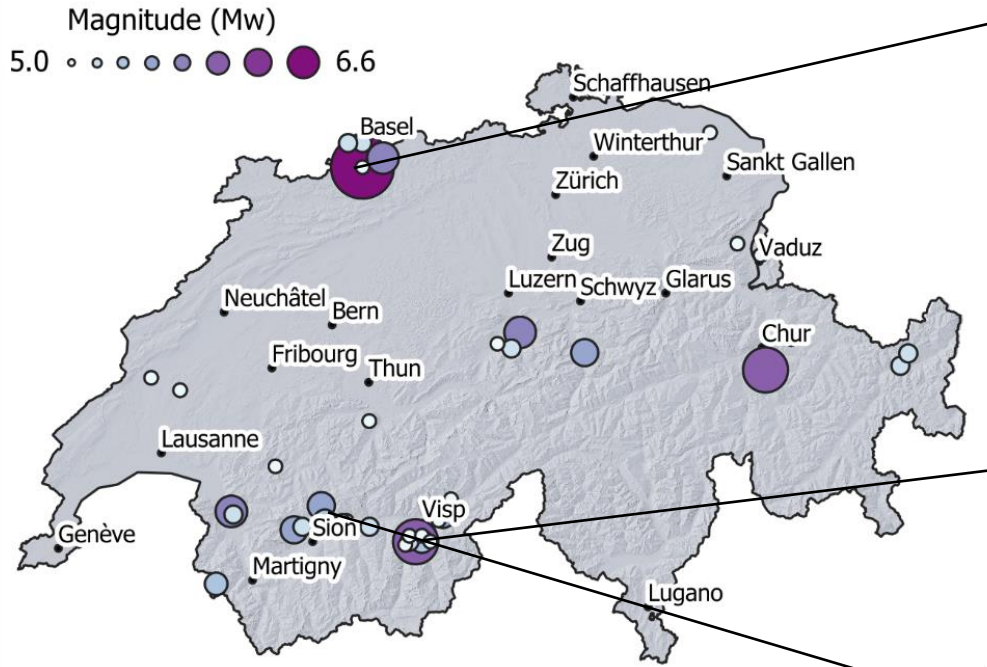 Magnitude (Mw)
5.0 6.6
Schaffhausen
Basel
Winterthur
Sankt Gallen
Zürich
Zug
Vaduz
Luzern
Schwyz
Glarus
Neuchâtel
Bern
Chur
Fribourg
Thun
Lausanne
Visp
Sion
Genève
Martigny
Lugano